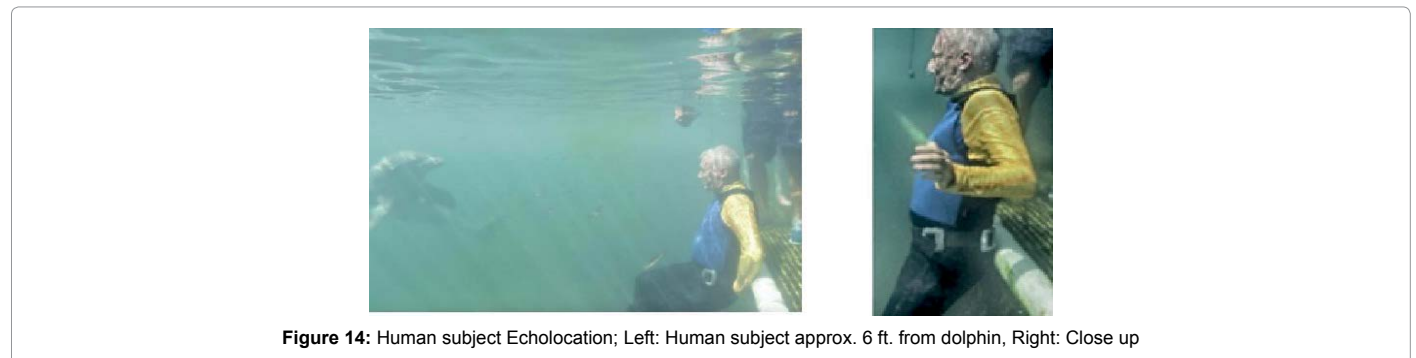 Figure 14: Human subject Echolocation; Left: Human subject approx. 6 ft. from dolphin, Right: Close up